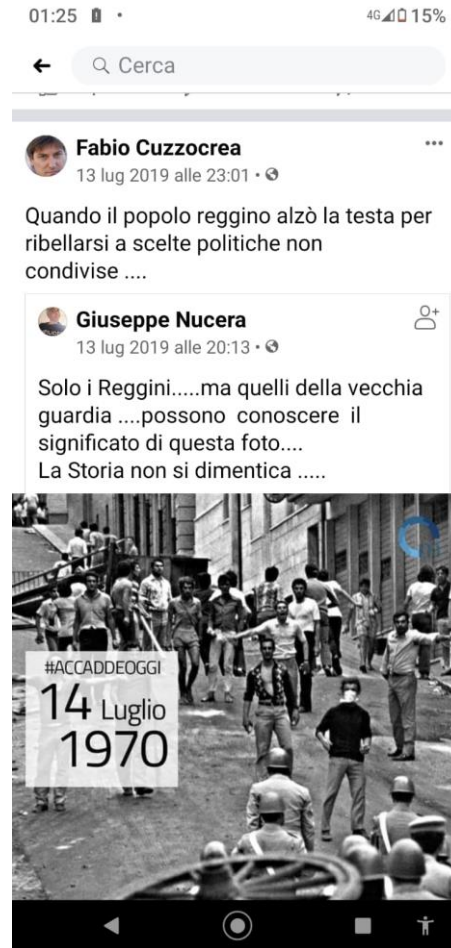 01:25
4G 15%
Cerca
Fabio Cuzzocrea
13 lug 2019 alle 23:01 •
Quando il popolo reggino alzò la testa per
ribellarsi a scelte politiche non
condivise ....
Giuseppe Nucera
13 lug 2019 alle 20:13 •
Solo i Reggini.....ma quelli della vecchia
guardia ....possono conoscere il
significato di questa foto....
La Storia non si dimentica .....
#ACCADDEOGGI
14 Luglio
1970